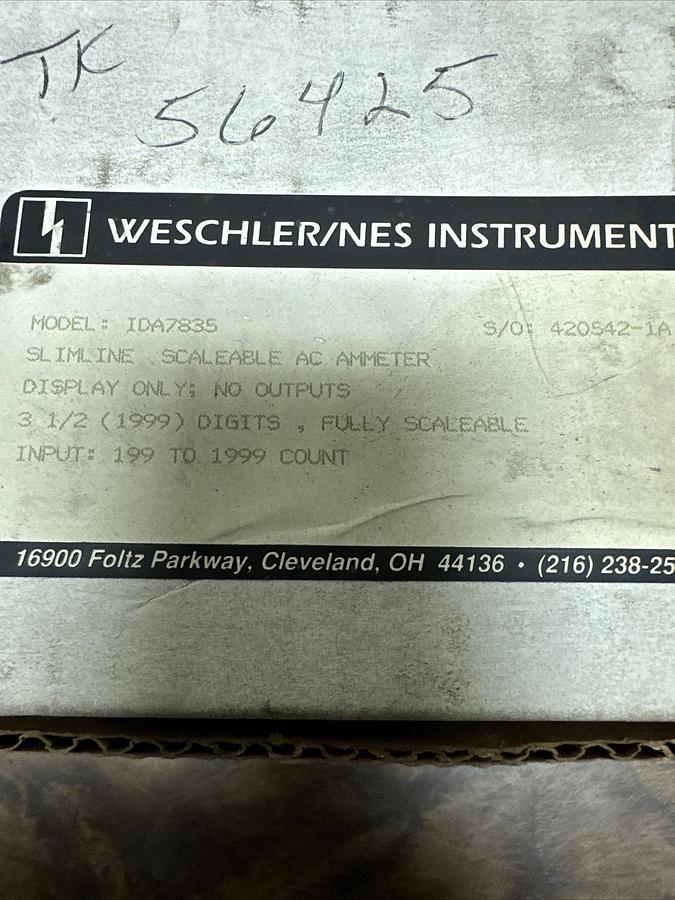 TK
56425
WESCHLER/NES INSTRUMENT
MODEL: IDA7835 S/O: 420542-1A
SLIMLINE SCALEABLE AC AMMETER
DISPLAY ONLY; NO OUTPUTS
3 1/2 (1999) DIGITS , FULLY SCALEABLE
INPUT: 199 TO 1999 COUNT
16900 Foltz Parkway, Cleveland, OH 44136 • (216) 238-25